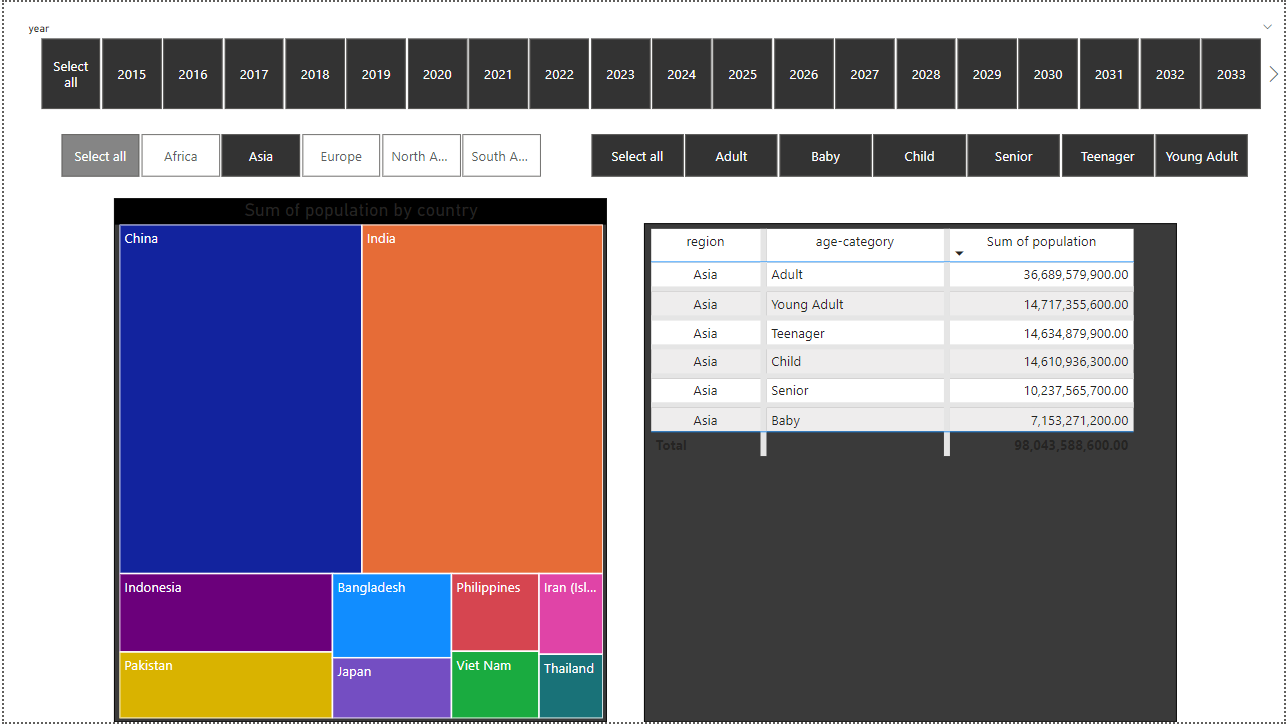 year
Select all 2015 2016 2017 2018 2019 2020 2021 2022 2023 2024 2025 2026 2027 2028 2029 2030 2031 2032 2033
Select all Africa Asia Europe North A... South A... Select all Adult Baby Child Senior Teenager Young Adult
Sum of population by country
China India
Indonesia Bangladesh Philippines Iran (Isl...
Pakistan Japan Viet Nam Thailand
region age-category Sum of population
Asia Adult 36,689,579,900.00
Asia Young Adult 14,717,355,600.00
Asia Teenager 14,634,879,900.00
Asia Child 14,610,936,300.00
Asia Senior 10,237,565,700.00
Asia Baby 7,153,271,200.00
Total 98,043,588,600.00